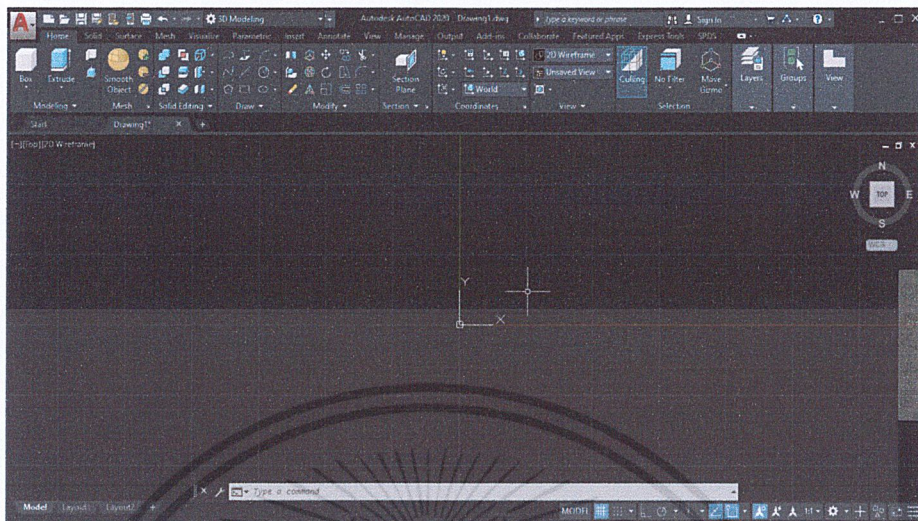 3D Modeling Autodesk AutoCAD 2020 Drawing1.dwg Type a keyword or phrase Sign In
Home Solid Surface Mesh Visualize Parametric Insert Annotate View Manage Output Add-ins Collaborate Featured Apps Express Tools SPDS
2D Wireframe
Unsaved View
World
Box Extrude Smooth Object Section Plane Culling No Filter Move Gizmo Layers Groups View
Modeling Mesh Solid Editing Draw Modify Section Coordinates View Selection
Start Drawing1* × +
[−][Top][2D Wireframe]
N
W TOP E
S
WCS
Y
X
Type a command
Model Layout1 Layout2 + MODEL 1:1